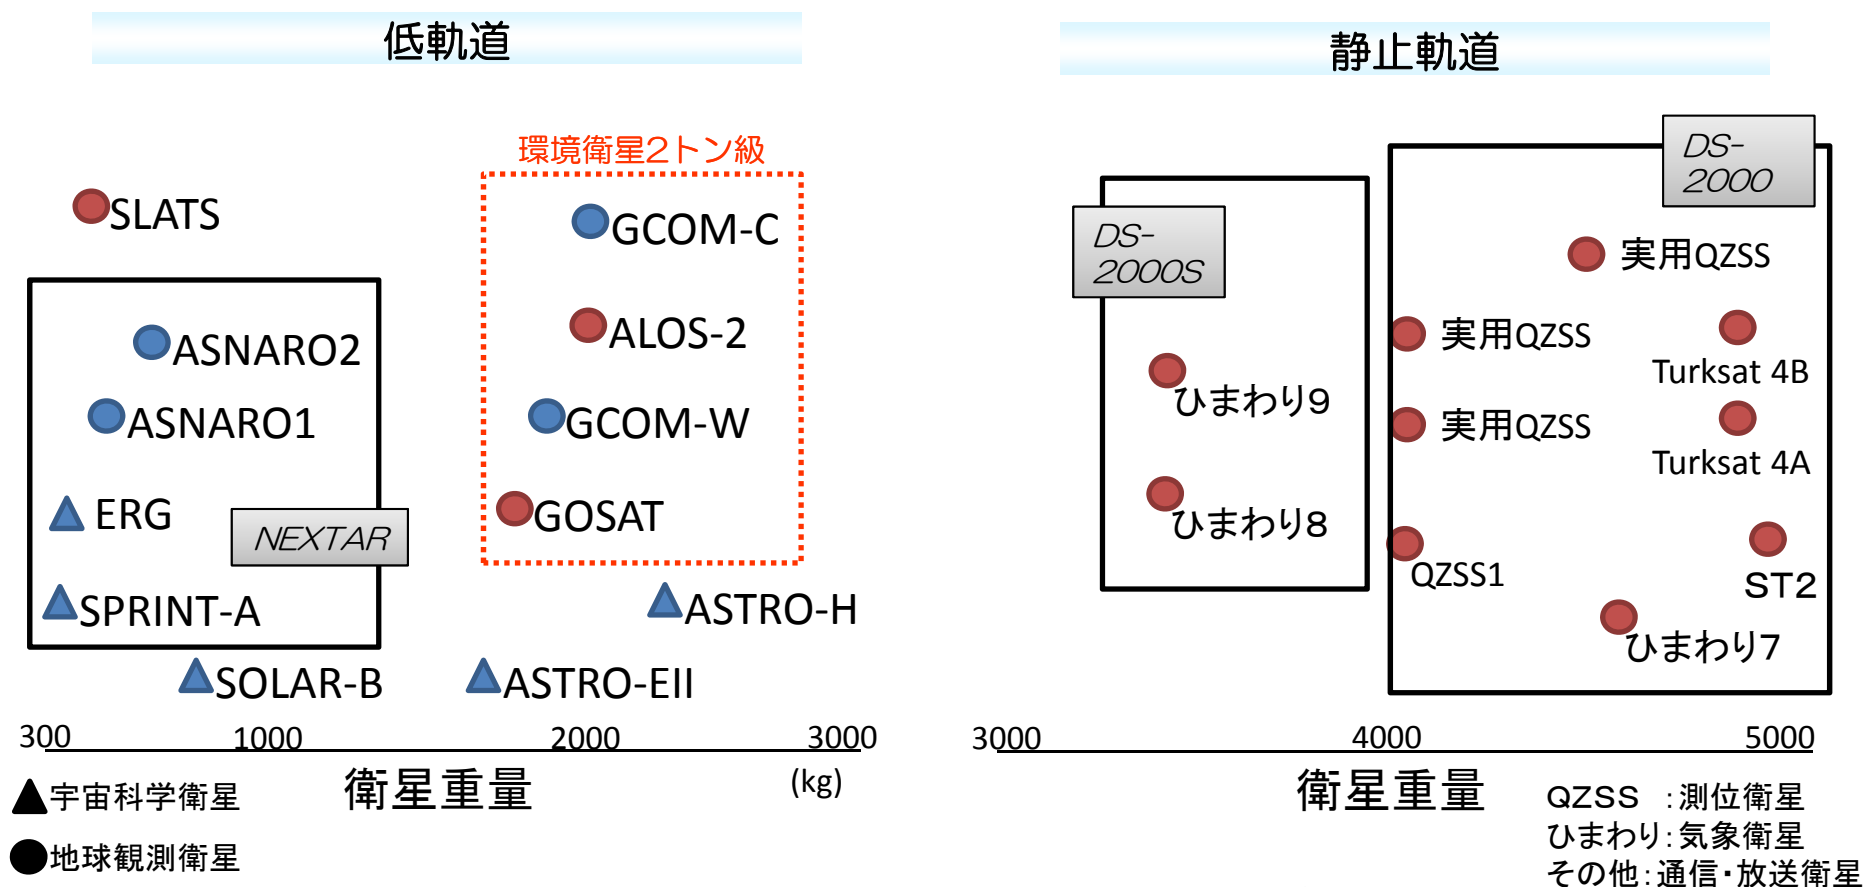 低軌道
環境衛星2トン級
SLATS
GCOM-C
ALOS-2
ASNARO2
ASNARO1
GCOM-W
ERG
NEXTAR
GOSAT
SPRINT-A
ASTRO-H
SOLAR-B
ASTRO-EII
300
1000
2000
3000
衛星重量
(kg)
▲宇宙科学衛星
●地球観測衛星
静止軌道
DS-
2000
DS-
2000S
実用QZSS
実用QZSS
Turksat 4B
ひまわり9
実用QZSS
Turksat 4A
ひまわり8
QZSS1
ST2
ひまわり7
3000
4000
5000
衛星重量
QZSS :測位衛星
ひまわり:気象衛星
その他:通信・放送衛星